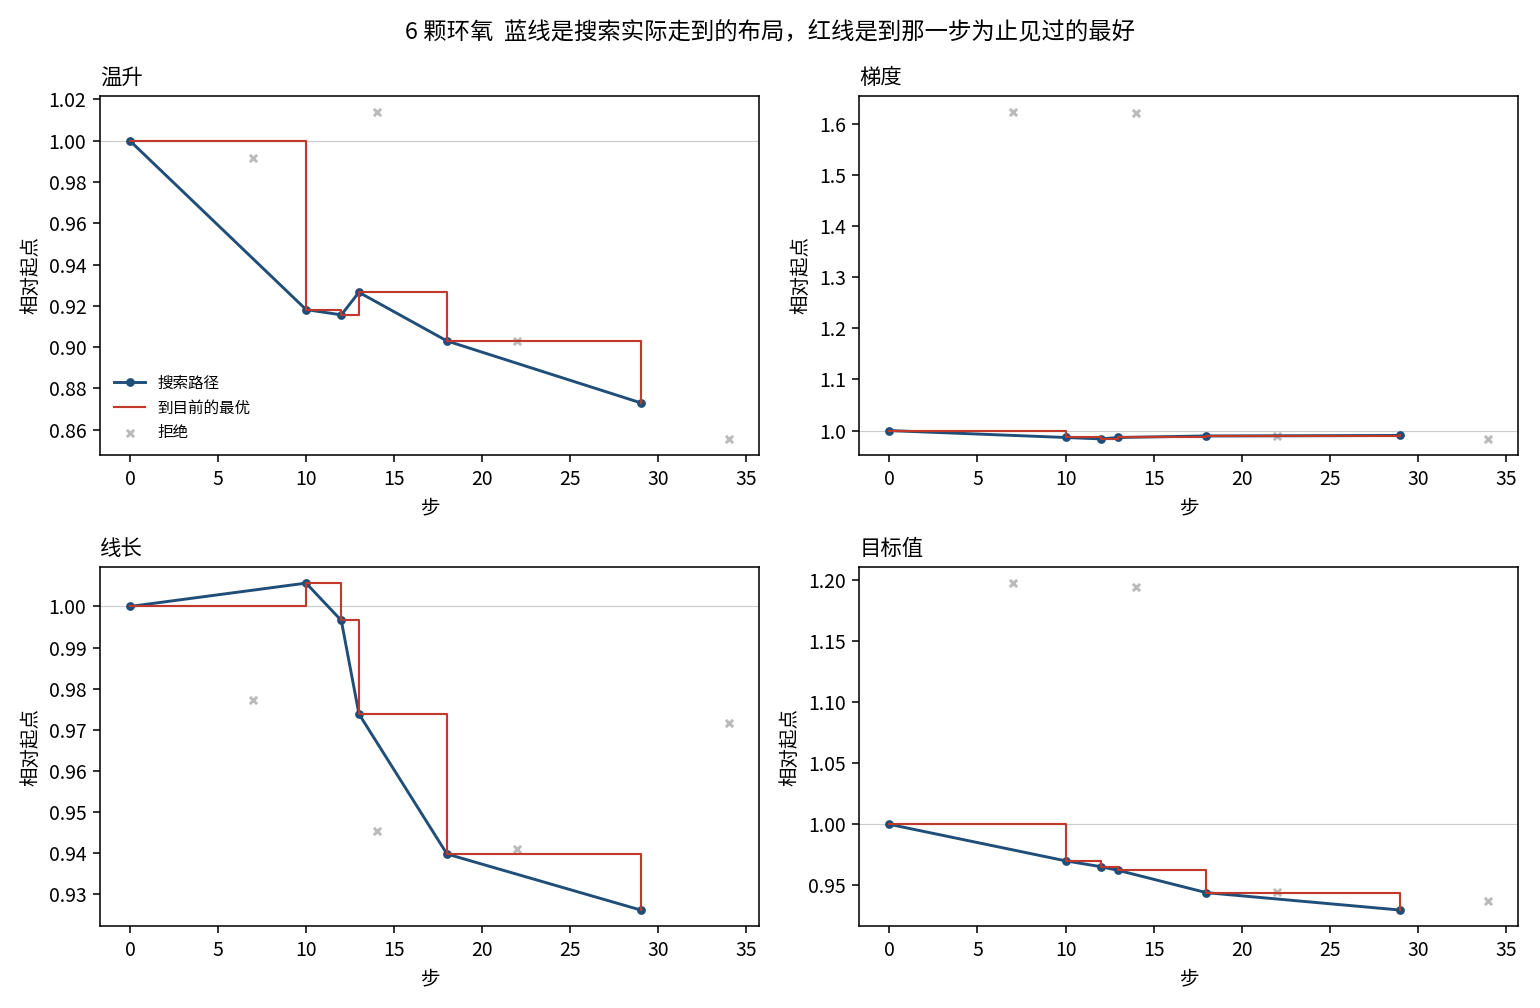 6 颗环氧  蓝线是搜索实际走到的布局，红线是到那一步为止见过的最好
温升
1.02
1.00
0.98
0.96
0.94
0.92
0.90
0.88
0.86
相对起点
搜索路径
到目前的最优
拒绝
0 5 10 15 20 25 30 35
步
梯度
1.6
1.5
1.4
1.3
1.2
1.1
1.0
相对起点
0 5 10 15 20 25 30 35
步
线长
1.00
0.99
0.98
0.97
0.96
0.95
0.94
0.93
相对起点
0 5 10 15 20 25 30 35
步
目标值
1.20
1.15
1.10
1.05
1.00
0.95
相对起点
0 5 10 15 20 25 30 35
步